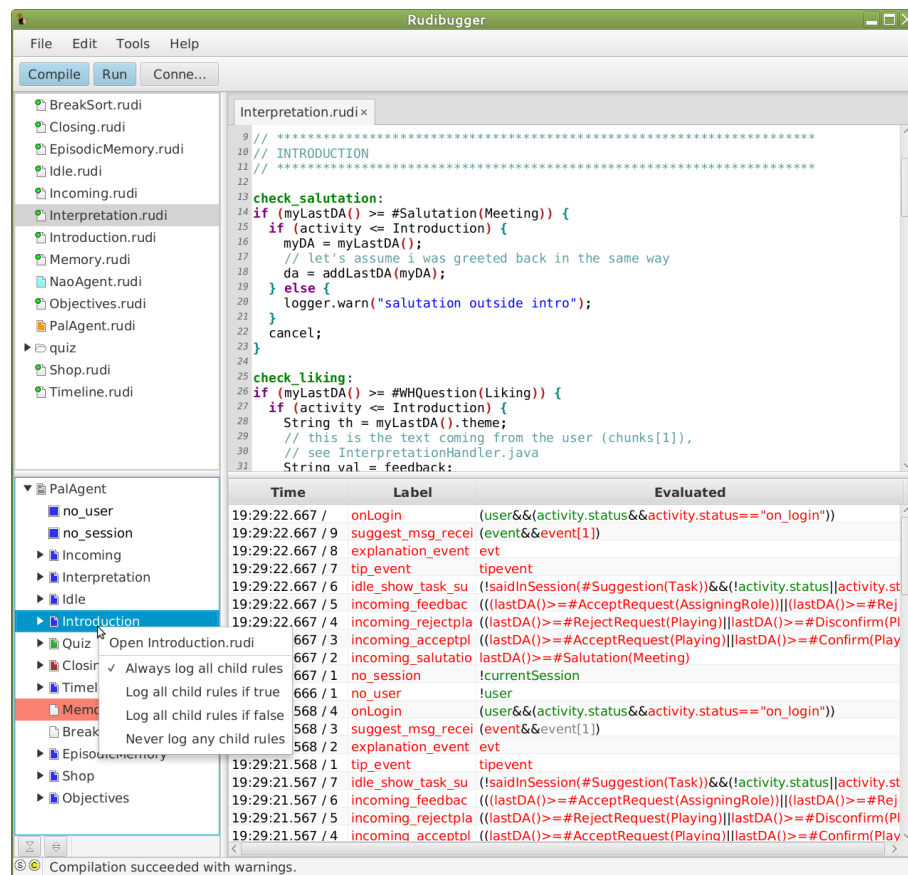 Rudibugger
File Edit Tools Help
Compile Run Conne...
BreakSort.rudi
Closing.rudi
EpisodicMemory.rudi
Idle.rudi
Incoming.rudi
Interpretation.rudi
Introduction.rudi
Memory.rudi
NaoAgent.rudi
Objectives.rudi
PalAgent.rudi
quiz
Shop.rudi
Timeline.rudi
Interpretation.rudi ×
9 // **********************************************************************
10 // INTRODUCTION
11 // **********************************************************************
12
13 check_salutation:
14 if (myLastDA() >= #Salutation(Meeting)) {
15 if (activity <= Introduction) {
16 myDA = myLastDA();
17 // let's assume i was greeted back in the same way
18 da = addLastDA(myDA);
19 } else {
20 logger.warn("salutation outside intro");
21 }
22 cancel;
23 }
24
25 check_liking:
26 if (myLastDA() >= #WHQuestion(Liking)) {
27 if (activity <= Introduction) {
28 String th = myLastDA().theme;
29 // this is the text coming from the user (chunks[1]),
30 // see InterpretationHandler.java
31 String val = feedback;
PalAgent
no_user
no_session
Incoming
Interpretation
Idle
Introduction
Quiz
Closin
Timel
Memo
Break
EpisodicMemory
Shop
Objectives
Open Introduction.rudi
✓ Always log all child rules
Log all child rules if true
Log all child rules if false
Never log any child rules
Time Label Evaluated
19:29:22.667 / onLogin (user&&(activity.status&&activity.status=="on_login"))
19:29:22.667 / 9 suggest_msg_recei (event&&event[1])
19:29:22.667 / 8 explanation_event evt
19:29:22.667 / 7 tip_event tipevent
19:29:22.667 / 6 idle_show_task_su (!saidInSession(#Suggestion(Task))&&(!activity.status||activity.st
19:29:22.667 / 5 incoming_feedbac (((lastDA()>=#AcceptRequest(AssigningRole))||(lastDA()>=#Rej
19:29:22.667 / 4 incoming_rejectpla ((lastDA()>=#RejectRequest(Playing)||lastDA()>=#Disconfirm(Pl
.667 / 3 incoming_acceptpl ((lastDA()>=#AcceptRequest(Playing)||lastDA()>=#Confirm(Play
.667 / 2 incoming_salutatio lastDA()>=#Salutation(Meeting)
.667 / 1 no_session !currentSession
.666 / 1 no_user !user
.568 / 4 onLogin (user&&(activity.status&&activity.status=="on_login"))
.568 / 3 suggest_msg_recei (event&&event[1])
.568 / 2 explanation_event evt
19:29:21.568 / 1 tip_event tipevent
19:29:21.567 / 7 idle_show_task_su (!saidInSession(#Suggestion(Task))&&(!activity.status||activity.st
19:29:21.567 / 6 incoming_feedbac (((lastDA()>=#AcceptRequest(AssigningRole))||(lastDA()>=#Rej
19:29:21.567 / 5 incoming_rejectpla ((lastDA()>=#RejectRequest(Playing)||lastDA()>=#Disconfirm(Pl
19:29:21.567 / 4 incoming_acceptpl ((lastDA()>=#AcceptRequest(Playing)||lastDA()>=#Confirm(Play
S C Compilation succeeded with warnings.